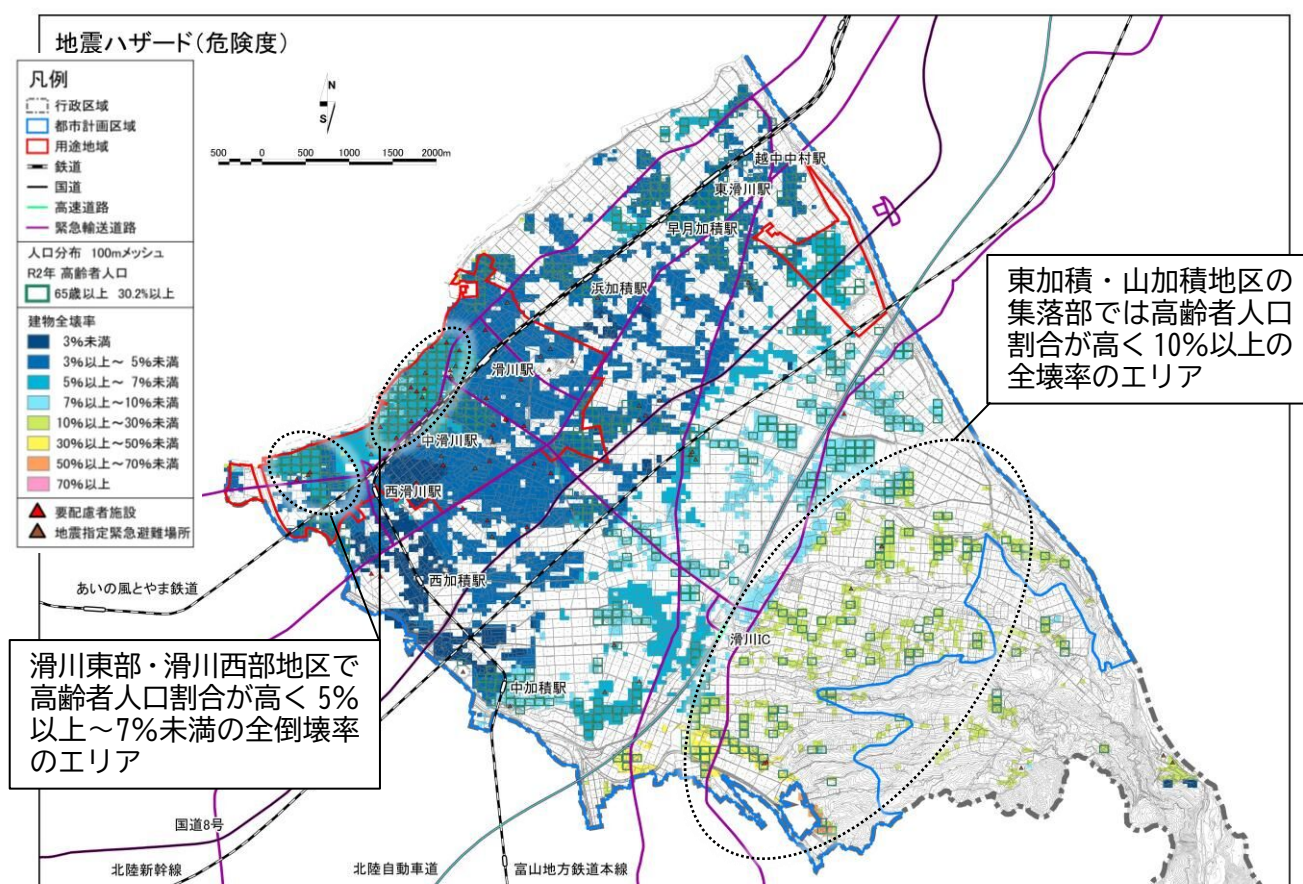 地震ハザード(危険度)
凡例
行政区域
都市計画区域
用途地域
鉄道
国道
高速道路
緊急輸送道路
人口分布 100mメッシュ
R2年 高齢者人口
65歳以上 30.2%以上
建物全壊率
3%未満
3%以上～ 5%未満
5%以上～ 7%未満
7%以上～10%未満
10%以上～30%未満
30%以上～50%未満
50%以上～70%未満
70%以上
要配慮者施設
地震指定緊急避難場所
N
S
500 0 500 1000 1500 2000m
越中中村駅
東滑川駅
早月加積駅
浜加積駅
滑川駅
中滑川駅
西滑川駅
西加積駅
中加積駅
滑川IC
東加積・山加積地区の
集落部では高齢者人口
割合が高く10%以上の
全壊率のエリア
あいの風とやま鉄道
滑川東部・滑川西部地区で
高齢者人口割合が高く5%
以上～7%未満の全倒壊率
のエリア
国道8号
北陸新幹線
北陸自動車道
富山地方鉄道本線